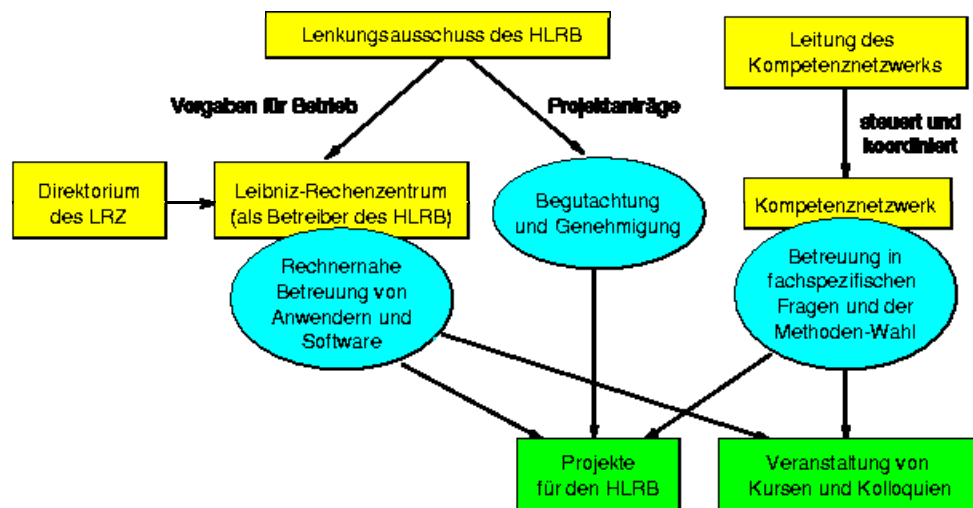 Lenkungsausschuss des HLRB
Leitung des
Kompetenznetzwerks
Vorgaben für Betrieb
Projektanträge
steuert und
koordiniert
Direktorium
des LRZ
Leibniz-Rechenzentrum
(als Betreiber des HLRB)
Begutachtung
und Genehmigung
Kompetenznetzwerk
Rechnernahe
Betreuung von
Anwendern und
Software
Betreuung in
fachspezifischen
Fragen und der
Methoden-Wahl
Projekte
für den HLRB
Veranstaltung von
Kursen und Kolloquien